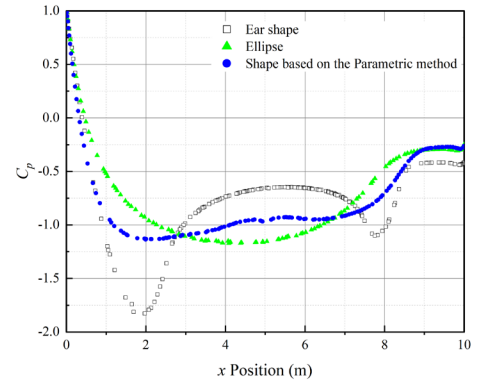 1.0
0.5
0.0
-0.5
-1.0
-1.5
-2.0
C_p
Ear shape
Ellipse
Shape based on the Parametric method
0 2 4 6 8 10
x Position (m)